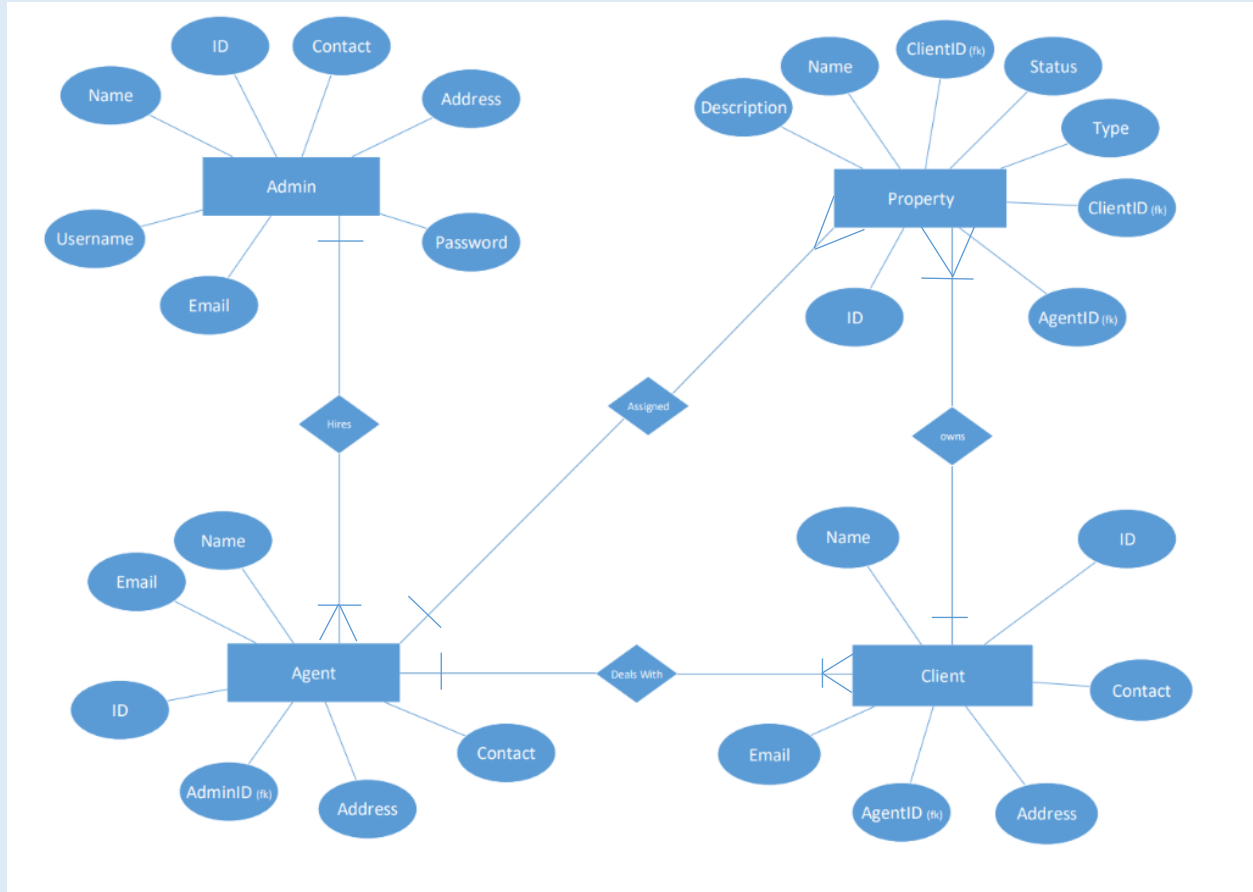 ID
Contact
Name
Address
Admin
Username
Password
Email
ClientID (fk)
Name
Status
Description
Type
Property
ClientID (fk)
ID
AgentID (fk)
Hires
Assigned
owns
Name
Email
Agent
ID
Contact
AdminID (fk)
Address
Deals With
Name
ID
Client
Contact
Email
AgentID (fk)
Address